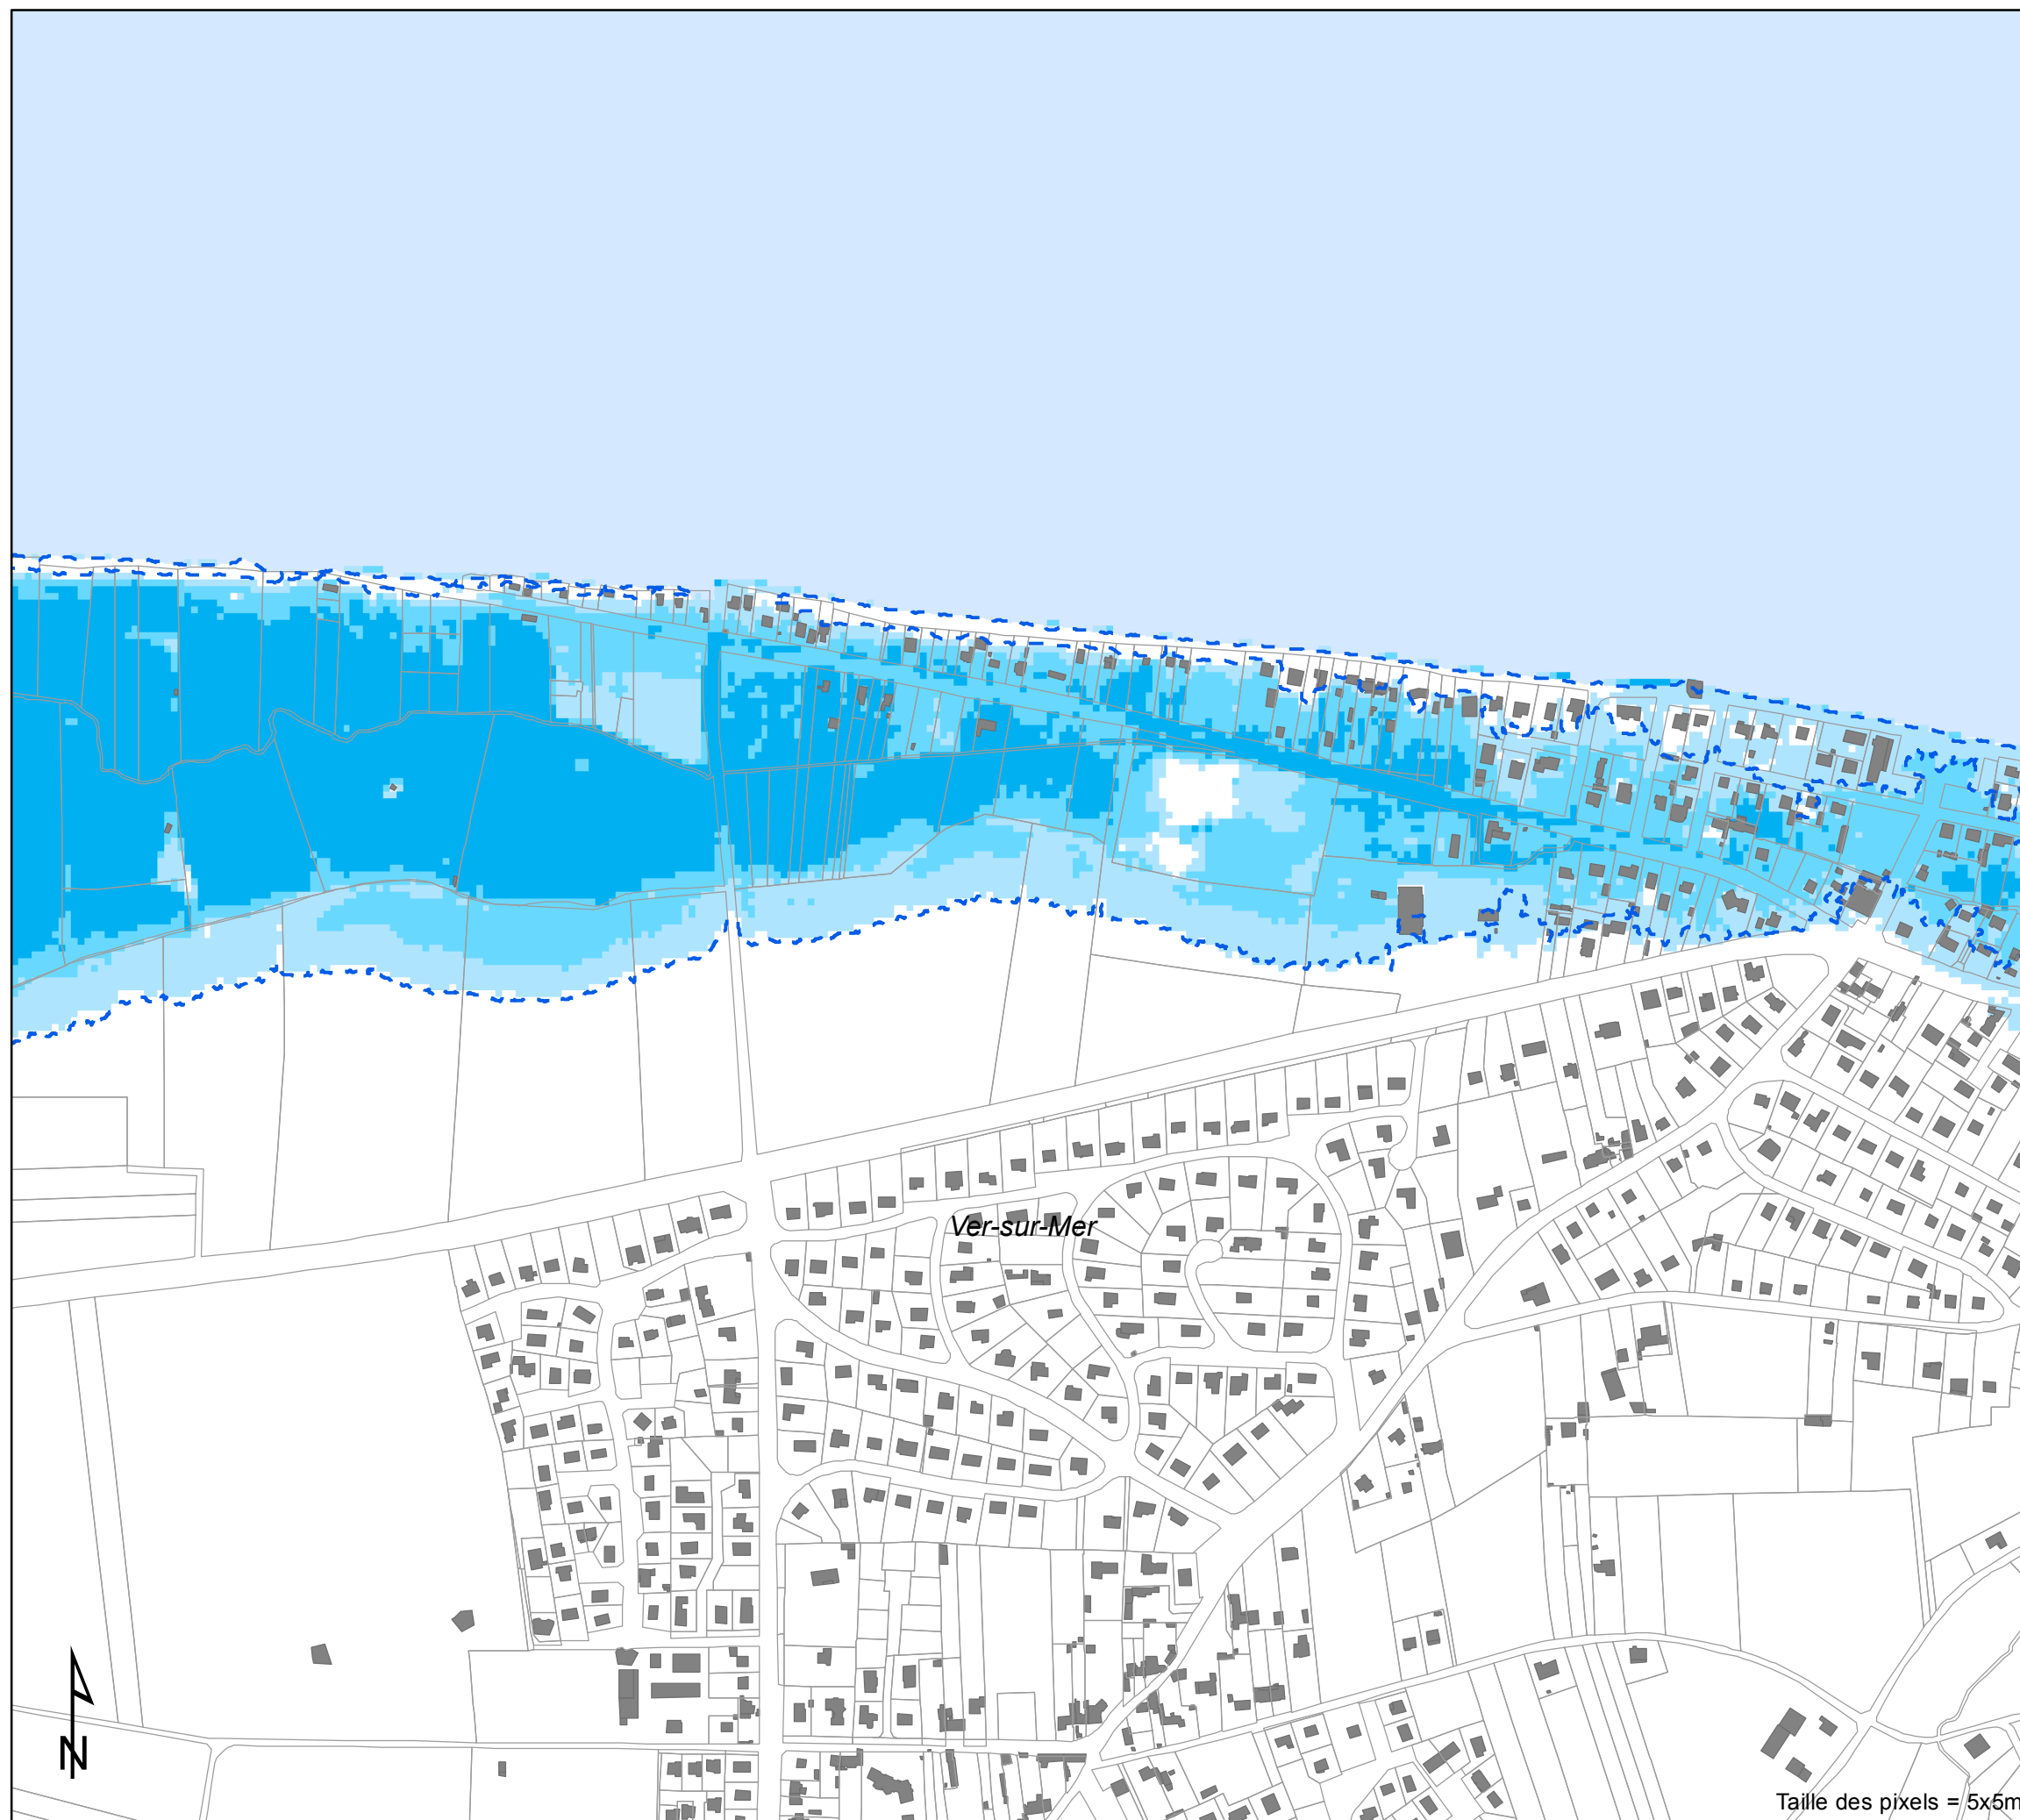 Ver-sur-Mer
N
Taille des pixels = 5x5m